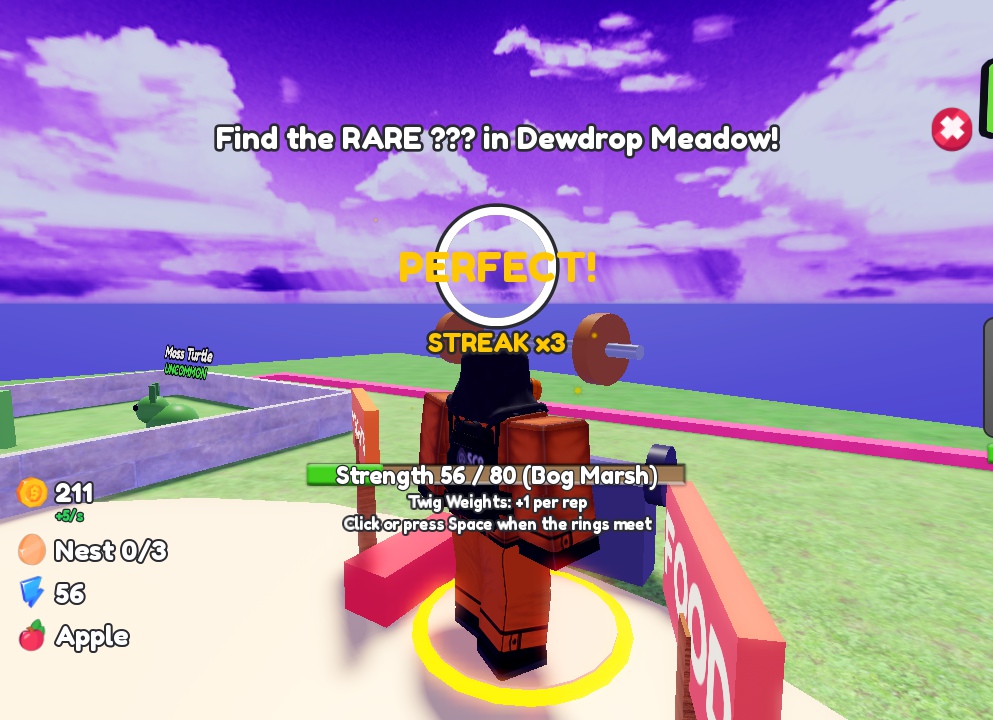 Find the RARE ??? in Dewdrop Meadow!
PERFECT!
STREAK x3
Moss Turtle
UNCOMMON
Strength 56 / 80 (Bog Marsh)
Twig Weights: +1 per rep
Click or press Space when the rings meet
211
+5/s
Nest 0/3
56
Apple
FOOD